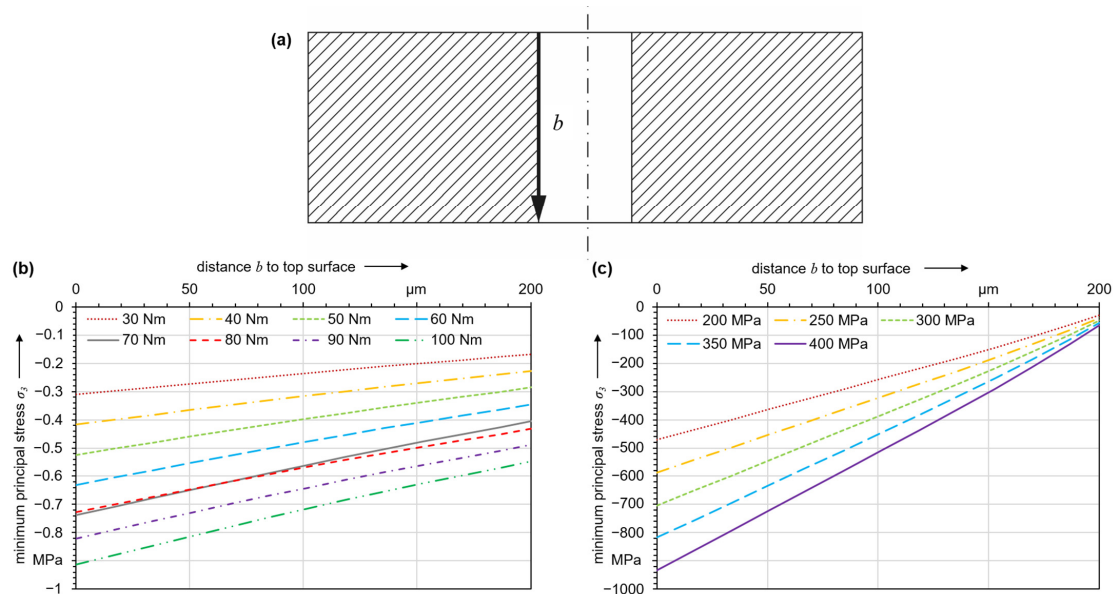 (a)
b
(b)
distance b to top surface
0 50 100 µm 200
0
−0.1
−0.2
−0.3
−0.4
−0.5
−0.6
−0.7
−0.8
MPa
−1
minimum principal stress σ3
30 Nm 40 Nm 50 Nm 60 Nm
70 Nm 80 Nm 90 Nm 100 Nm
(c)
distance b to top surface
0 50 100 µm 200
0
−100
−200
−300
−400
−500
−600
−700
−800
MPa
−1000
minimum principal stress σ3
200 MPa 250 MPa 300 MPa
350 MPa 400 MPa